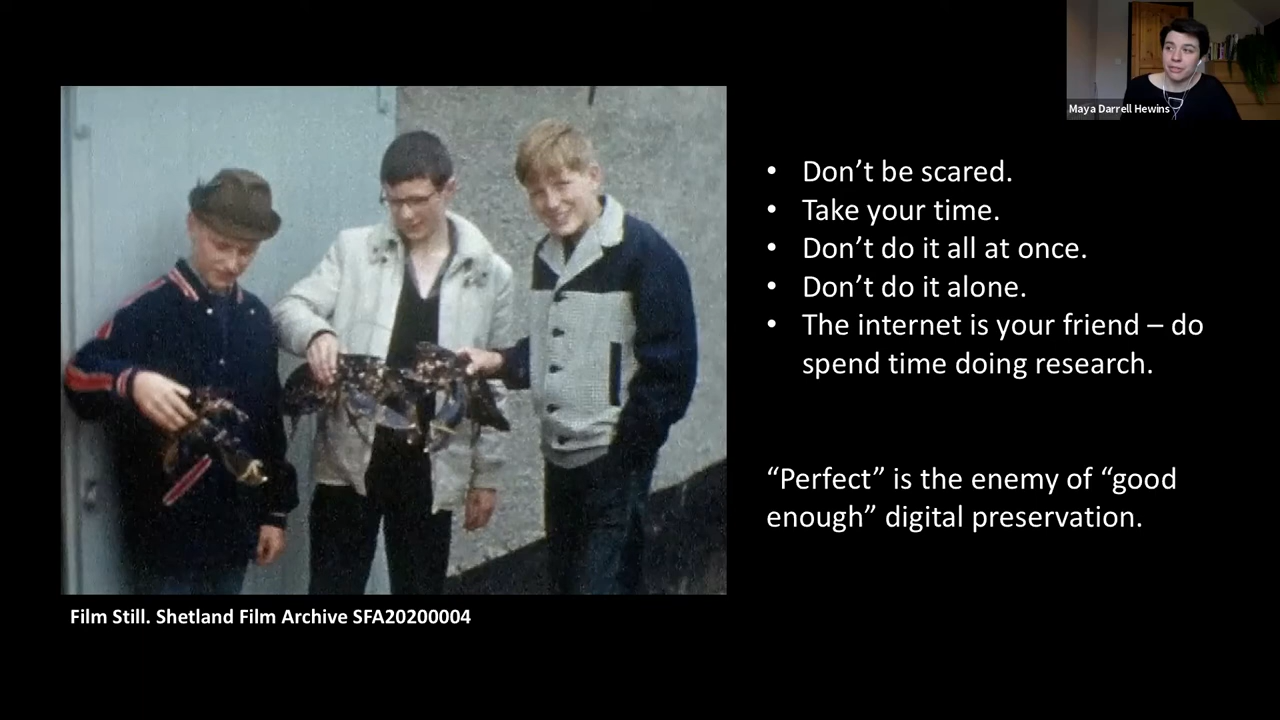 Maya Darrell Hewins
• Don’t be scared.
• Take your time.
• Don’t do it all at once.
• Don’t do it alone.
• The internet is your friend – do
spend time doing research.
“Perfect” is the enemy of “good
enough” digital preservation.
Film Still. Shetland Film Archive SFA20200004